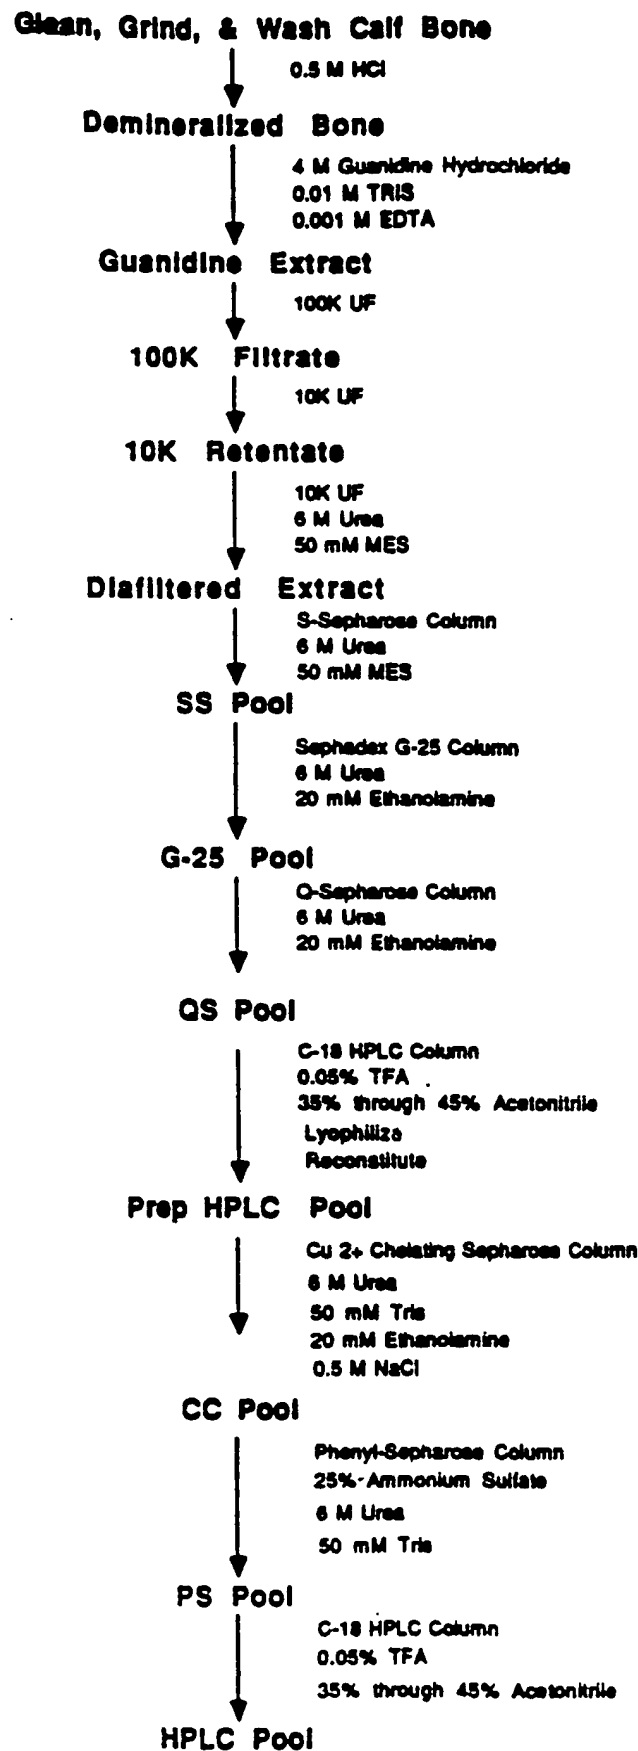 Clean, Grind, & Wash Calf Bone
0.5 M HCl
Demineralized Bone
4 M Guanidine Hydrochloride
0.01 M TRIS
0.001 M EDTA
Guanidine Extract
100K UF
100K Filtrate
10K UF
10K Retentate
10K UF
6 M Urea
50 mM MES
Diafiltered Extract
S-Sepharose Column
6 M Urea
50 mM MES
SS Pool
Sephadex G-25 Column
6 M Urea
20 mM Ethanolamine
G-25 Pool
Q-Sepharose Column
6 M Urea
20 mM Ethanolamine
QS Pool
C-18 HPLC Column
0.05% TFA
35% through 45% Acetonitrile
Lyophiliza
Reconstitute
Prep HPLC Pool
Cu 2+ Chelating Sepharose Column
6 M Urea
50 mM Tris
20 mM Ethanolamine
0.5 M NaCl
CC Pool
Phenyl-Sepharose Column
25% Ammonium Sulfate
6 M Urea
50 mM Tris
PS Pool
C-18 HPLC Column
0.05% TFA
35% through 45% Acetonitrile
HPLC Pool